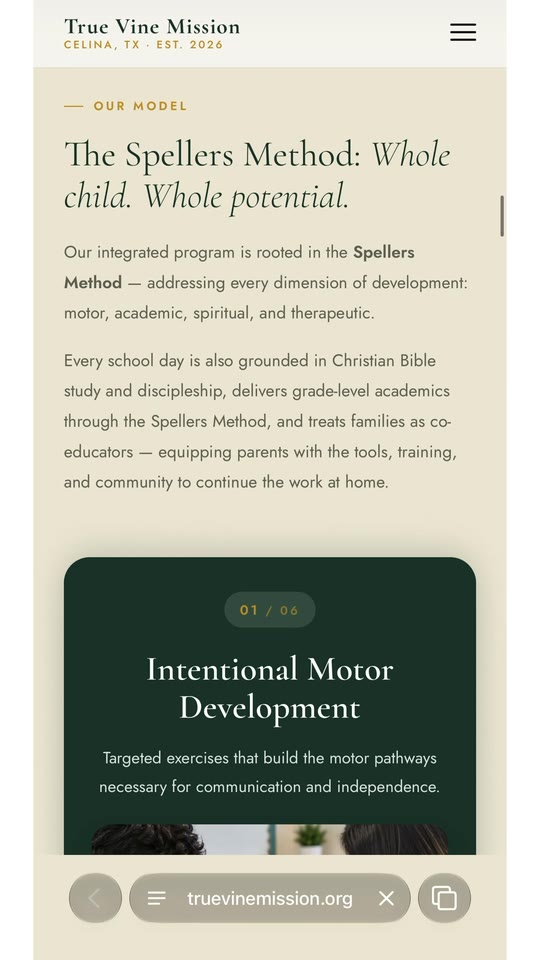 True Vine Mission
CELINA, TX · EST. 2026
OUR MODEL
The Spellers Method: Whole
child. Whole potential.
Our integrated program is rooted in the Spellers
Method — addressing every dimension of development:
motor, academic, spiritual, and therapeutic.
Every school day is also grounded in Christian Bible
study and discipleship, delivers grade-level academics
through the Spellers Method, and treats families as co-
educators — equipping parents with the tools, training,
and community to continue the work at home.
01 / 06
Intentional Motor
Development
Targeted exercises that build the motor pathways
necessary for communication and independence.
truevinemission.org